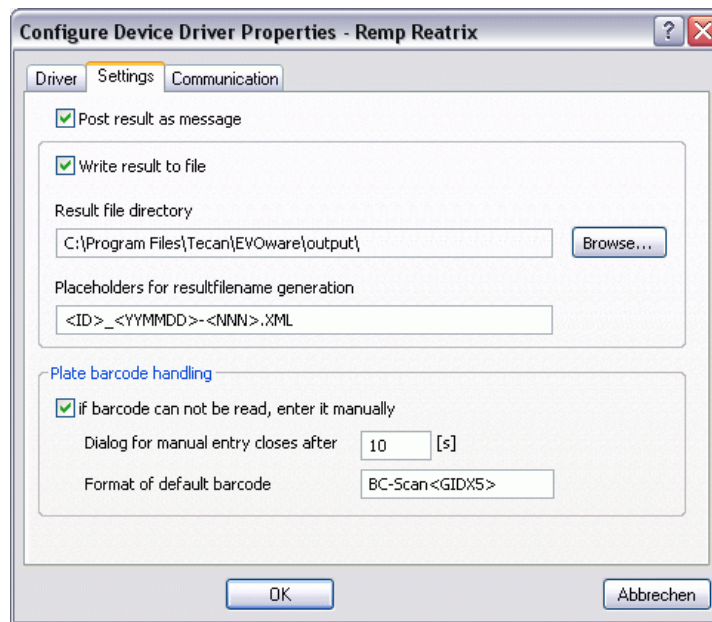 Configure Device Driver Properties - Remp Reatrix
Driver Settings Communication
Post result as message
Write result to file
Result file directory
C:\Program Files\Tecan\EVOware\output\ Browse...
Placeholders for resultfilename generation
<ID>_<YYMMDD>-<NNN>.XML
Plate barcode handling
if barcode can not be read, enter it manually
Dialog for manual entry closes after 10 [s]
Format of default barcode BC-Scan<GIDX5>
OK Abbrechen